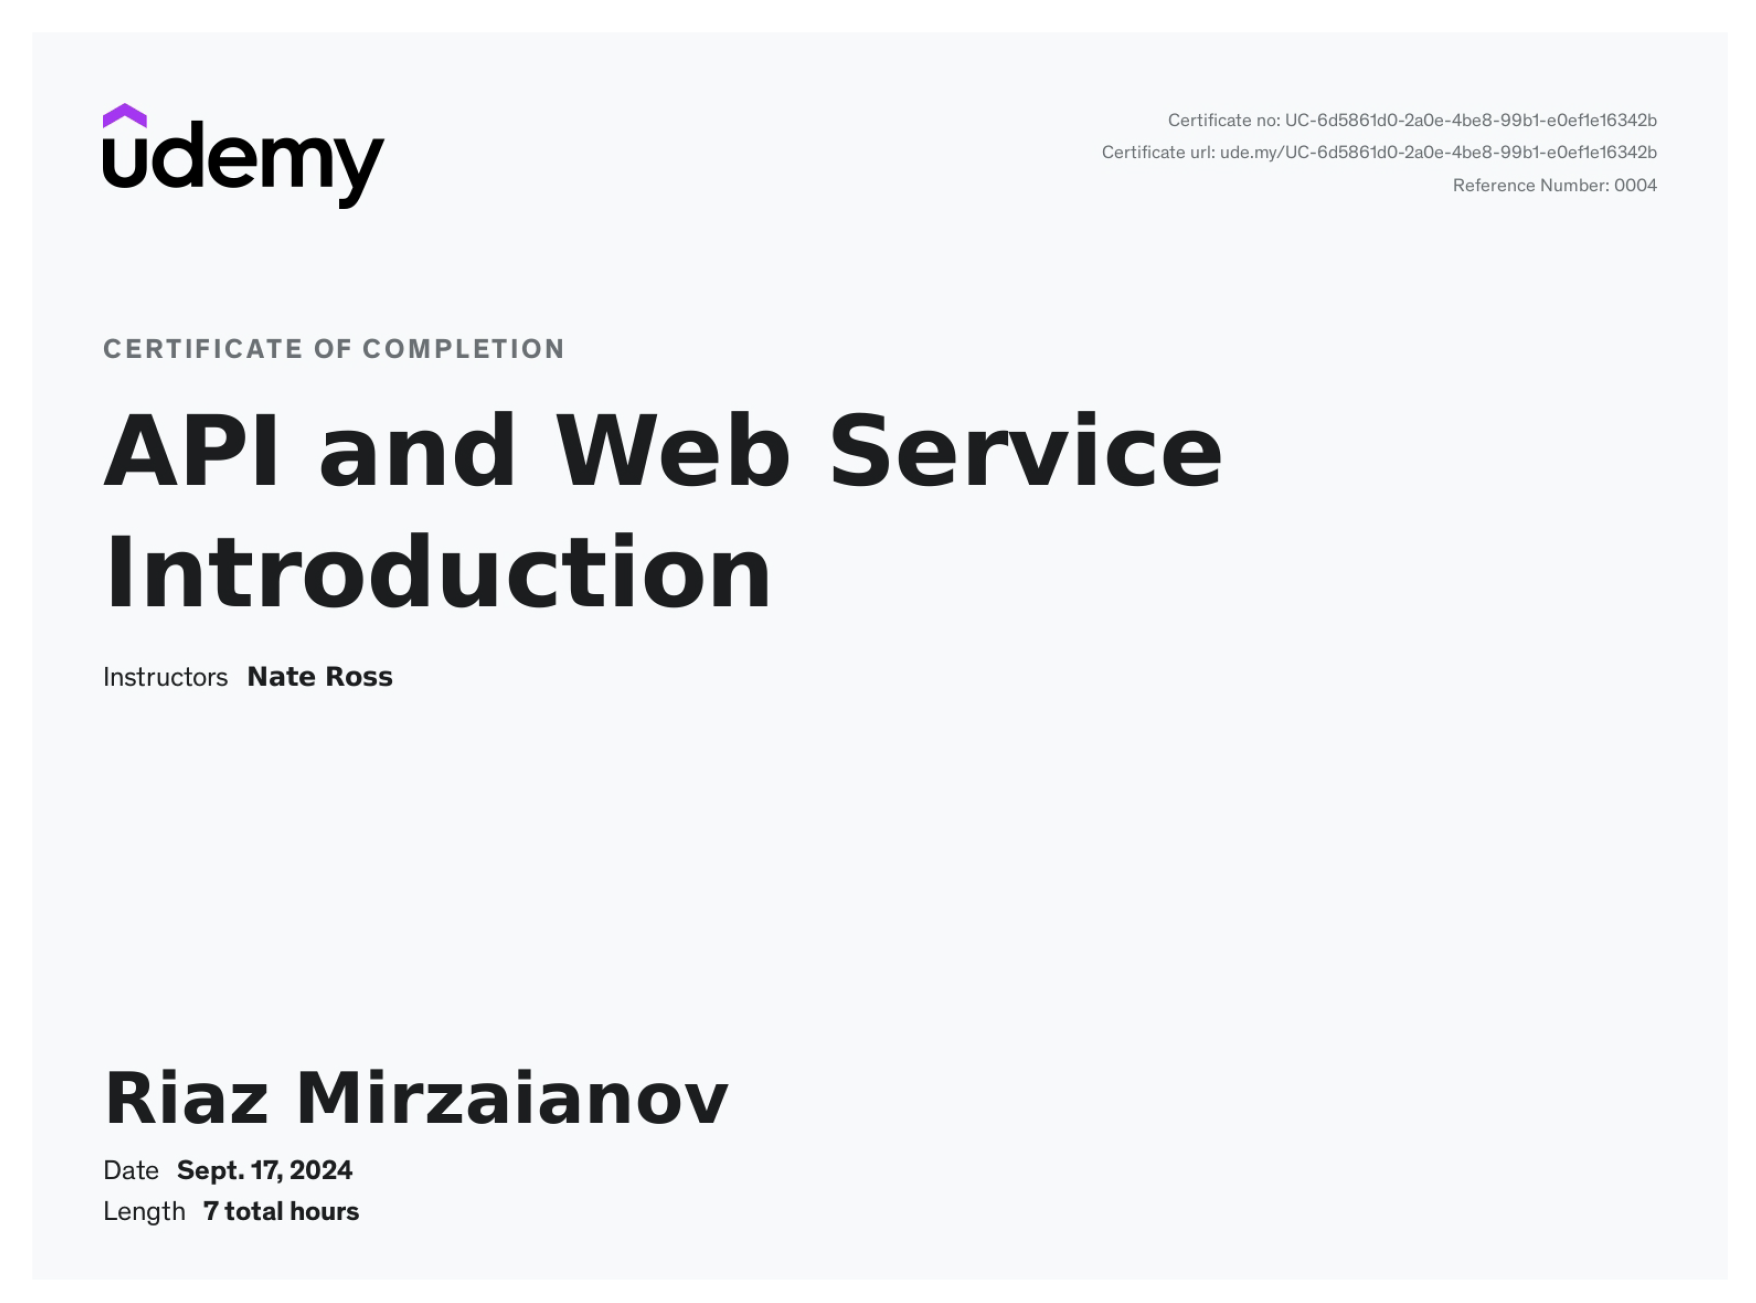 udemy
Certificate no: UC-6d5861d0-2a0e-4be8-99b1-e0ef1e16342b
Certificate url: ude.my/UC-6d5861d0-2a0e-4be8-99b1-e0ef1e16342b
Reference Number: 0004
CERTIFICATE OF COMPLETION
API and Web Service
Introduction
Instructors Nate Ross
Riaz Mirzaianov
Date Sept. 17, 2024
Length 7 total hours